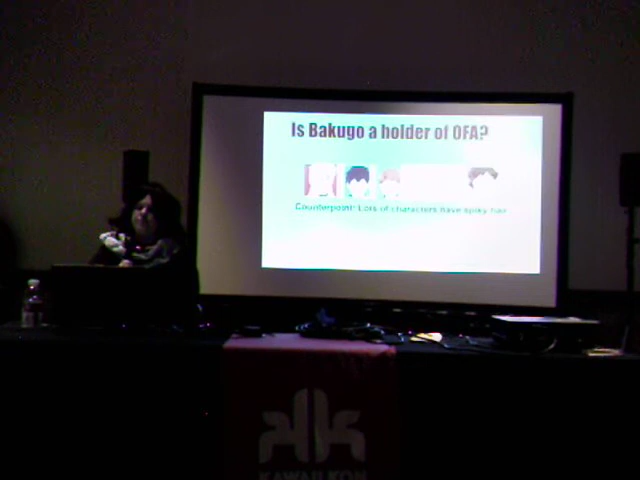 Is Bakugo a holder of OFA?
Counterpoint: Lots of characters have spiky hair
KAWAII KON